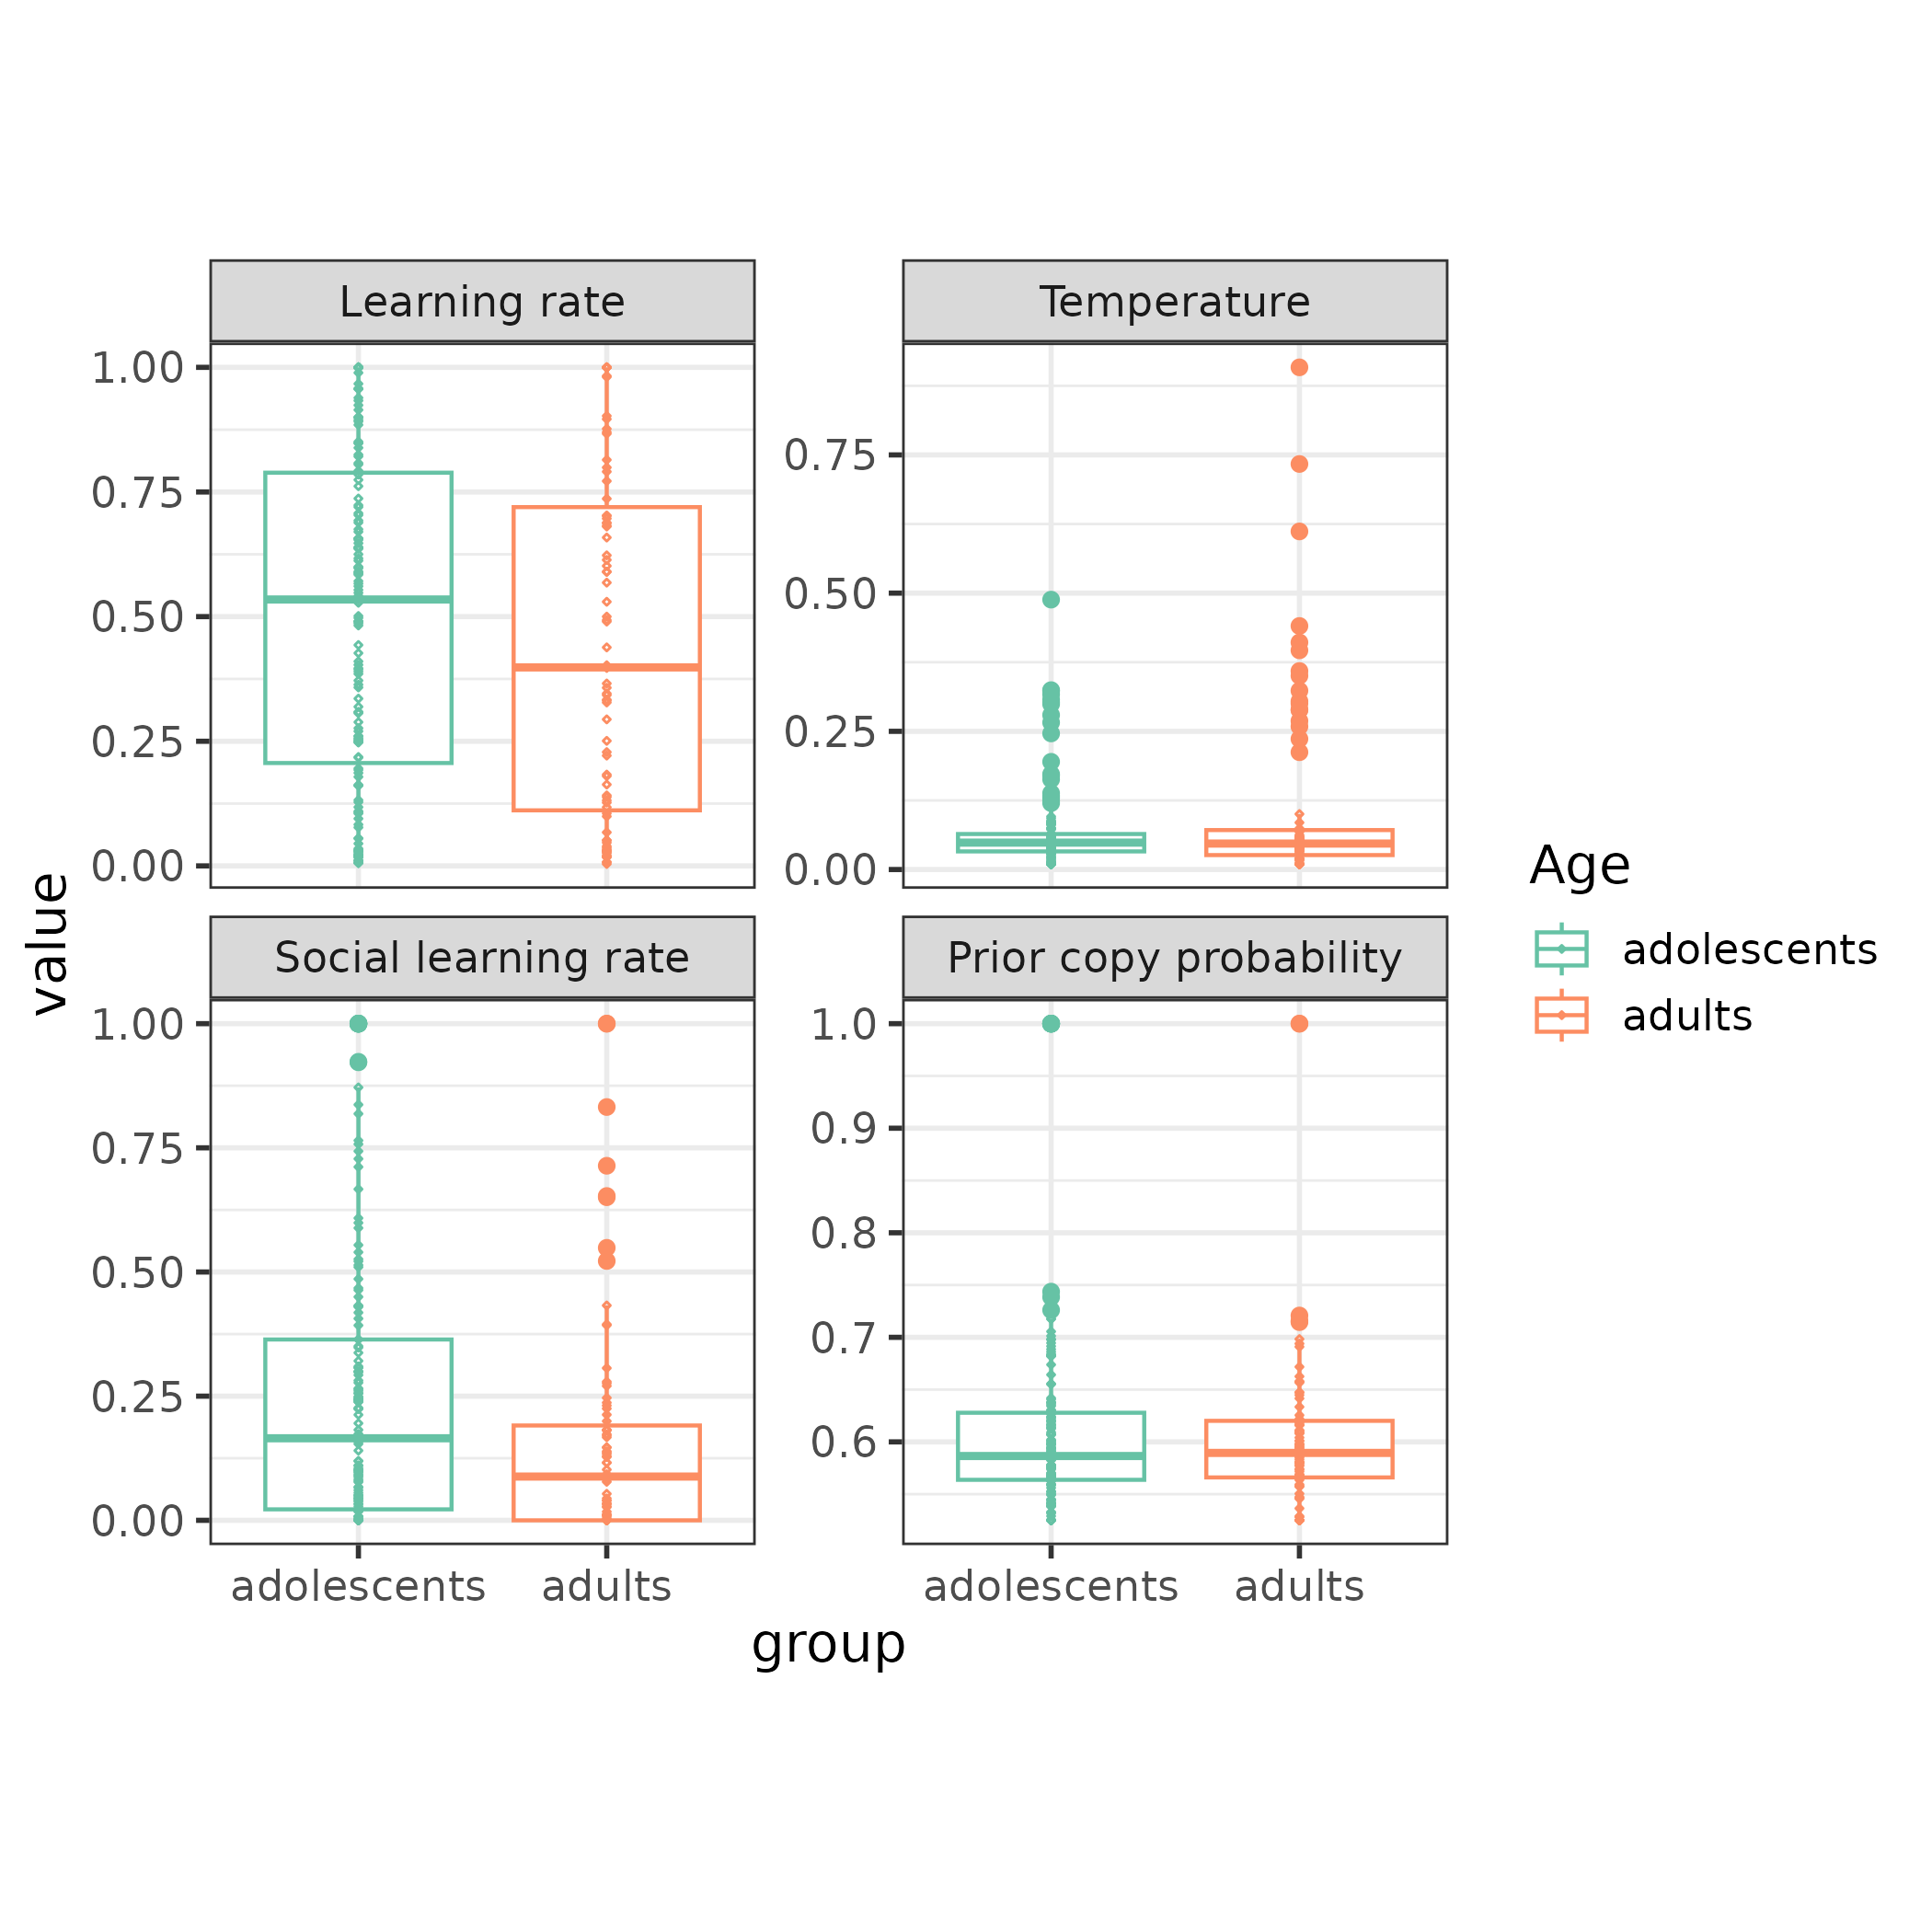 Learning rate
Temperature
1.00
0.75
0.50
0.25
0.00
0.75
0.50
0.25
0.00
value
Social learning rate
Prior copy probability
1.00
0.75
0.50
0.25
0.00
1.0
0.9
0.8
0.7
0.6
adolescents
adults
adolescents
adults
group
Age
adolescents
adults